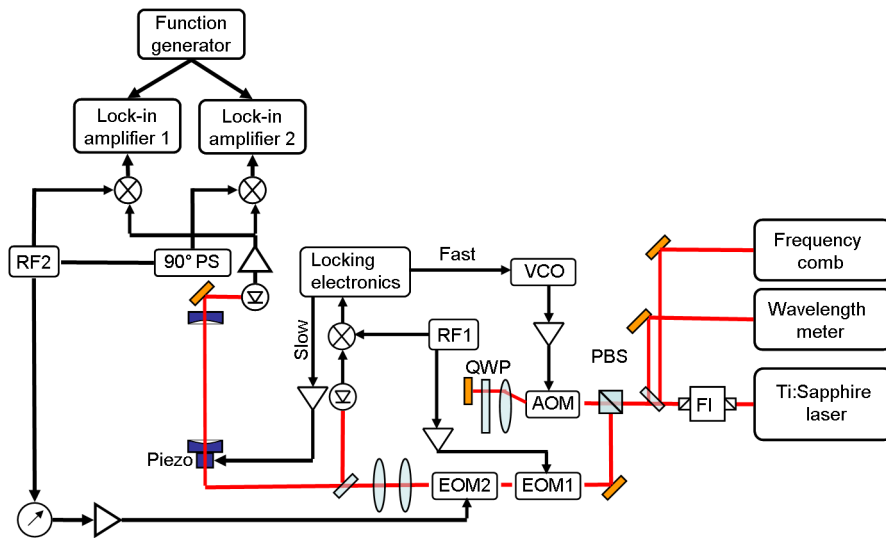 Function
generator
Lock-in
amplifier 1
Lock-in
amplifier 2
RF2
90° PS
Locking
electronics
Fast
VCO
Slow
RF1
QWP
AOM
PBS
FI
Frequency
comb
Wavelength
meter
Ti:Sapphire
laser
Piezo
EOM2
EOM1